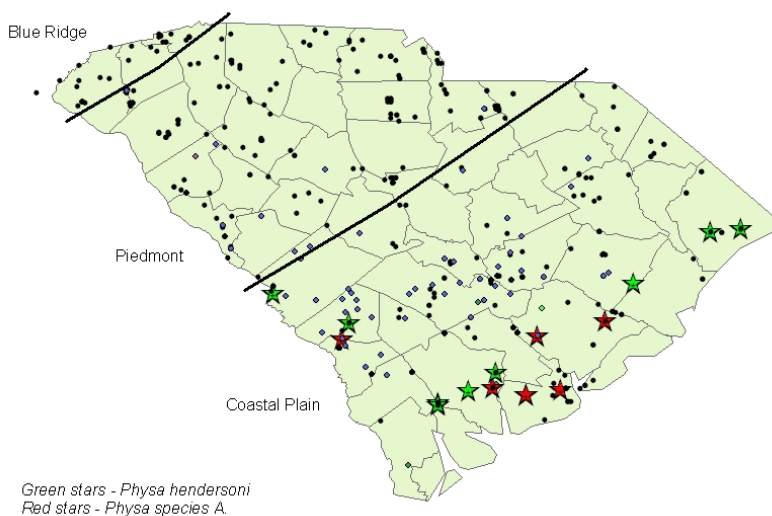 Blue Ridge
Piedmont
Coastal Plain
Green stars - Physa hendersoni
Red stars - Physa species A.